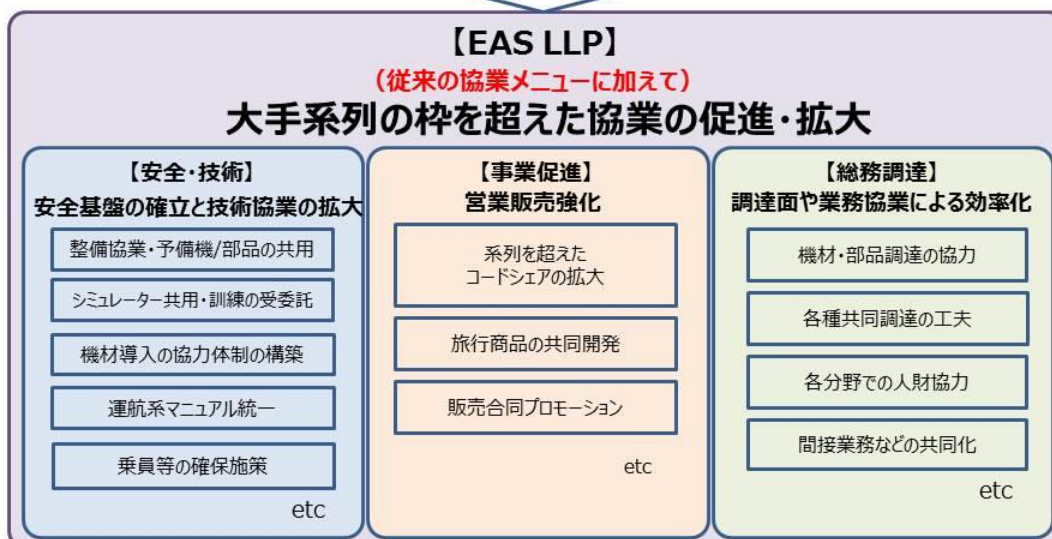 【EAS LLP】
(従来の協業メニューに加えて)
大手系列の枠を超えた協業の促進・拡大
【安全・技術】
安全基盤の確立と技術協業の拡大
整備協業・予備機/部品の共用
シミュレーター共用・訓練の受委託
機材導入の協力体制の構築
運航系マニュアル統一
乗員等の確保施策
etc
【事業促進】
営業販売強化
系列を超えた
コードシェアの拡大
旅行商品の共同開発
販売合同プロモーション
etc
【総務調達】
調達面や業務協業による効率化
機材・部品調達の協力
各種共同調達の工夫
各分野での人財協力
間接業務などの共同化
etc